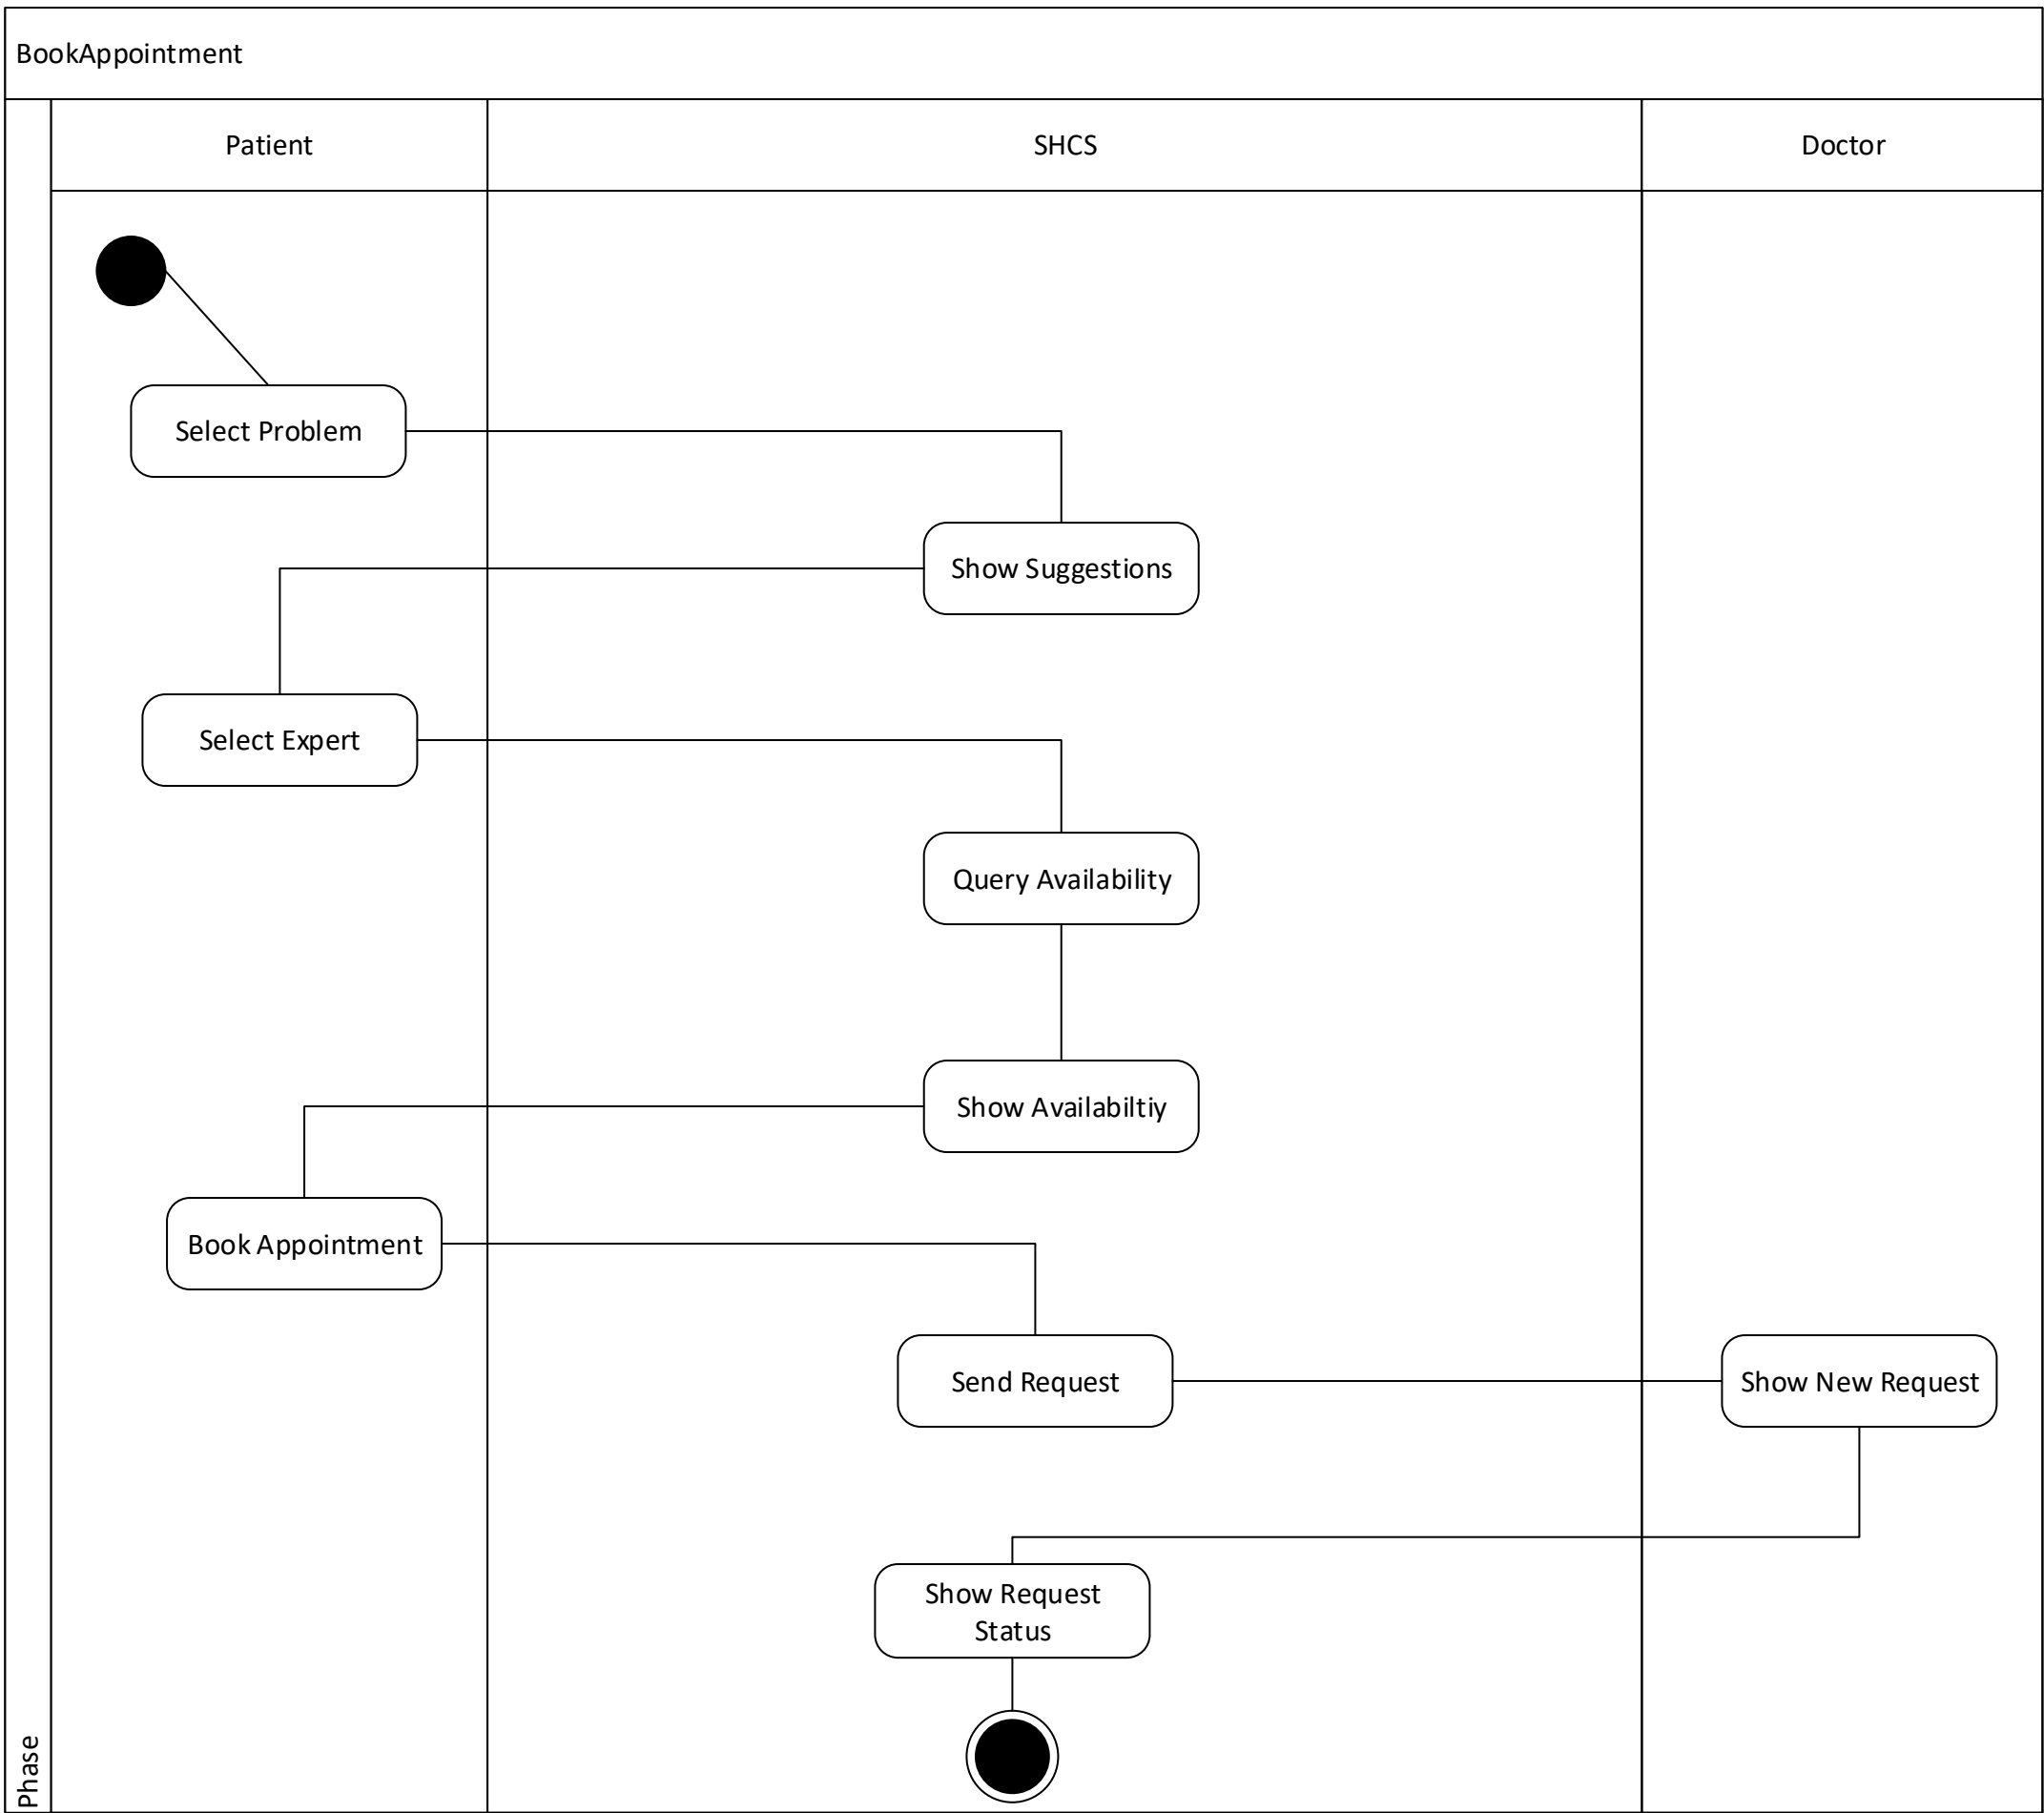 BookAppointment
Patient
SHCS
Doctor
Select Problem
Show Suggestions
Select Expert
Query Availability
Show Availabiltiy
Book Appointment
Send Request
Show New Request
Show Request
Status
Phase